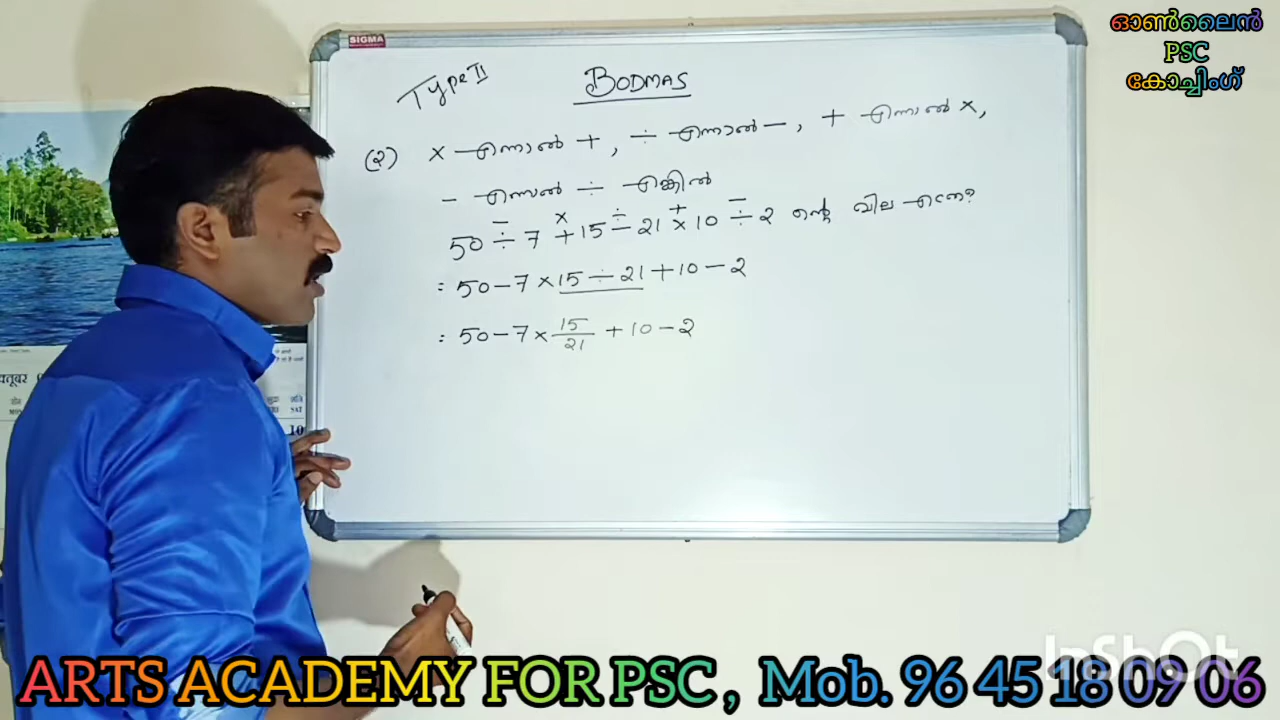 ഓൺലൈൻ
PSC
കോച്ചിംഗ്
SIGMA
Type II BODMAS
(2) × എന്നാൽ +, ÷ എന്നാൽ −, + എന്നാൽ ×,
− എന്നാൽ ÷ എങ്കിൽ
− × ÷ + −
50 ÷ 7 + 15 − 21 × 10 ÷ 2 ന്റെ വില എത്ര?
= 50 − 7 × 15 ÷ 21 + 10 − 2
= 50 − 7 × 15/21 + 10 − 2
10
InShOt
ARTS ACADEMY FOR PSC , Mob. 96 45 18 09 06